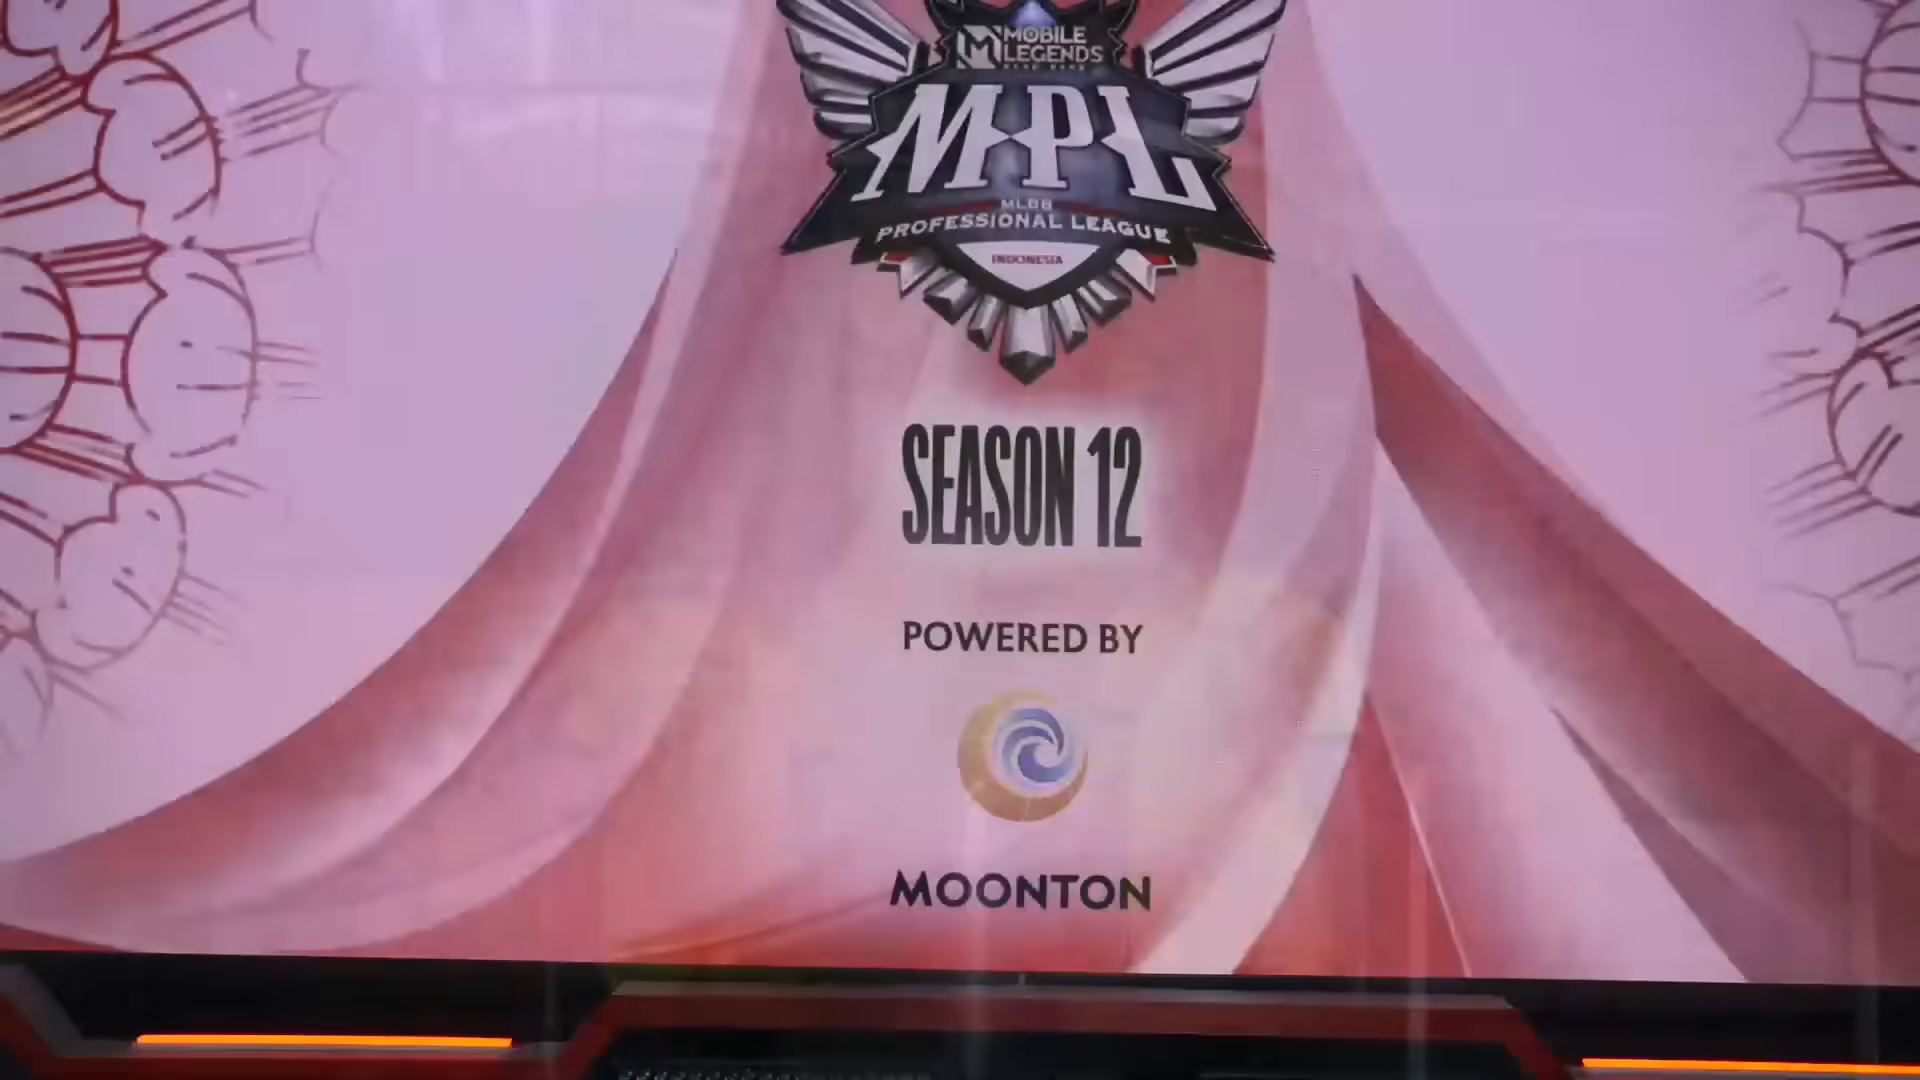 MOBILE
LEGENDS
MPL
MLBB
PROFESSIONAL LEAGUE
INDONESIA
SEASON 12
POWERED BY
MOONTON